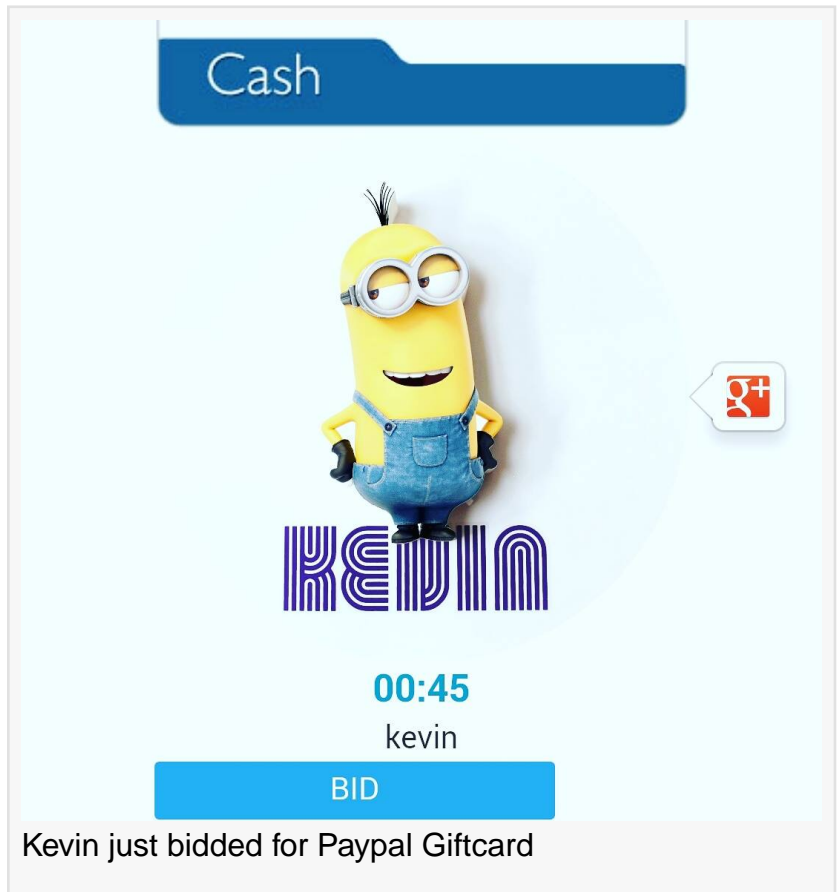 Cash
g+
KEVIN
00:45
kevin
BID
Kevin just bidded for Paypal Giftcard